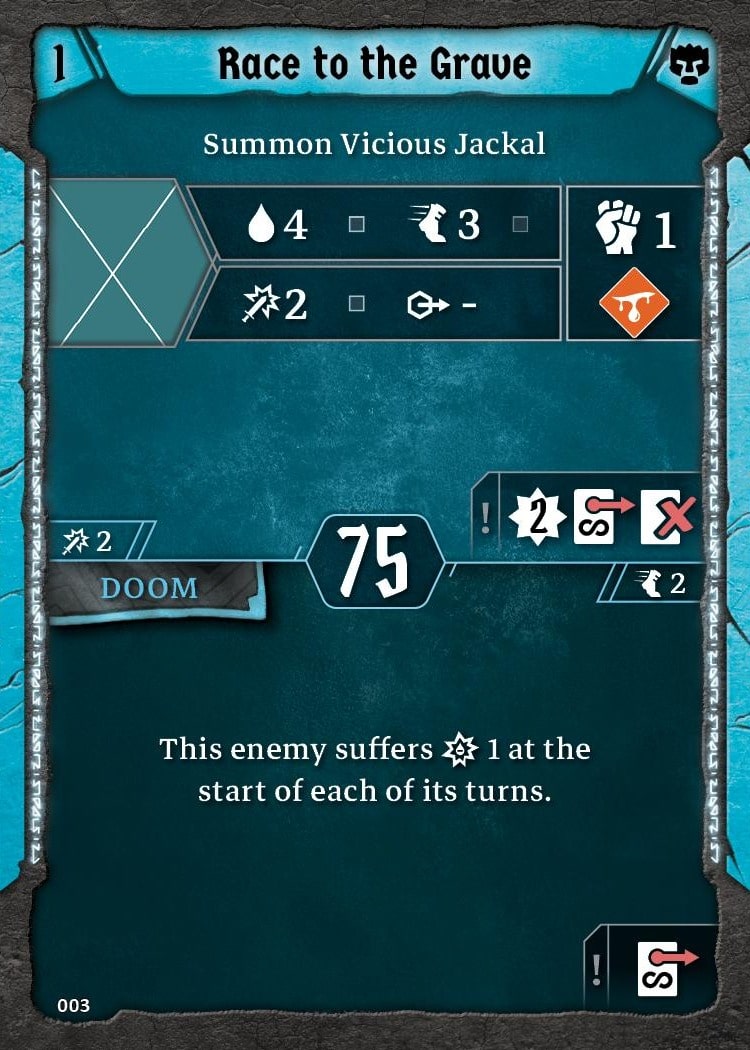 1
Race to the Grave
Summon Vicious Jackal
4
3
1
2
-
2
2
75
DOOM
2
This enemy suffers 1 at the
start of each of its turns.
003